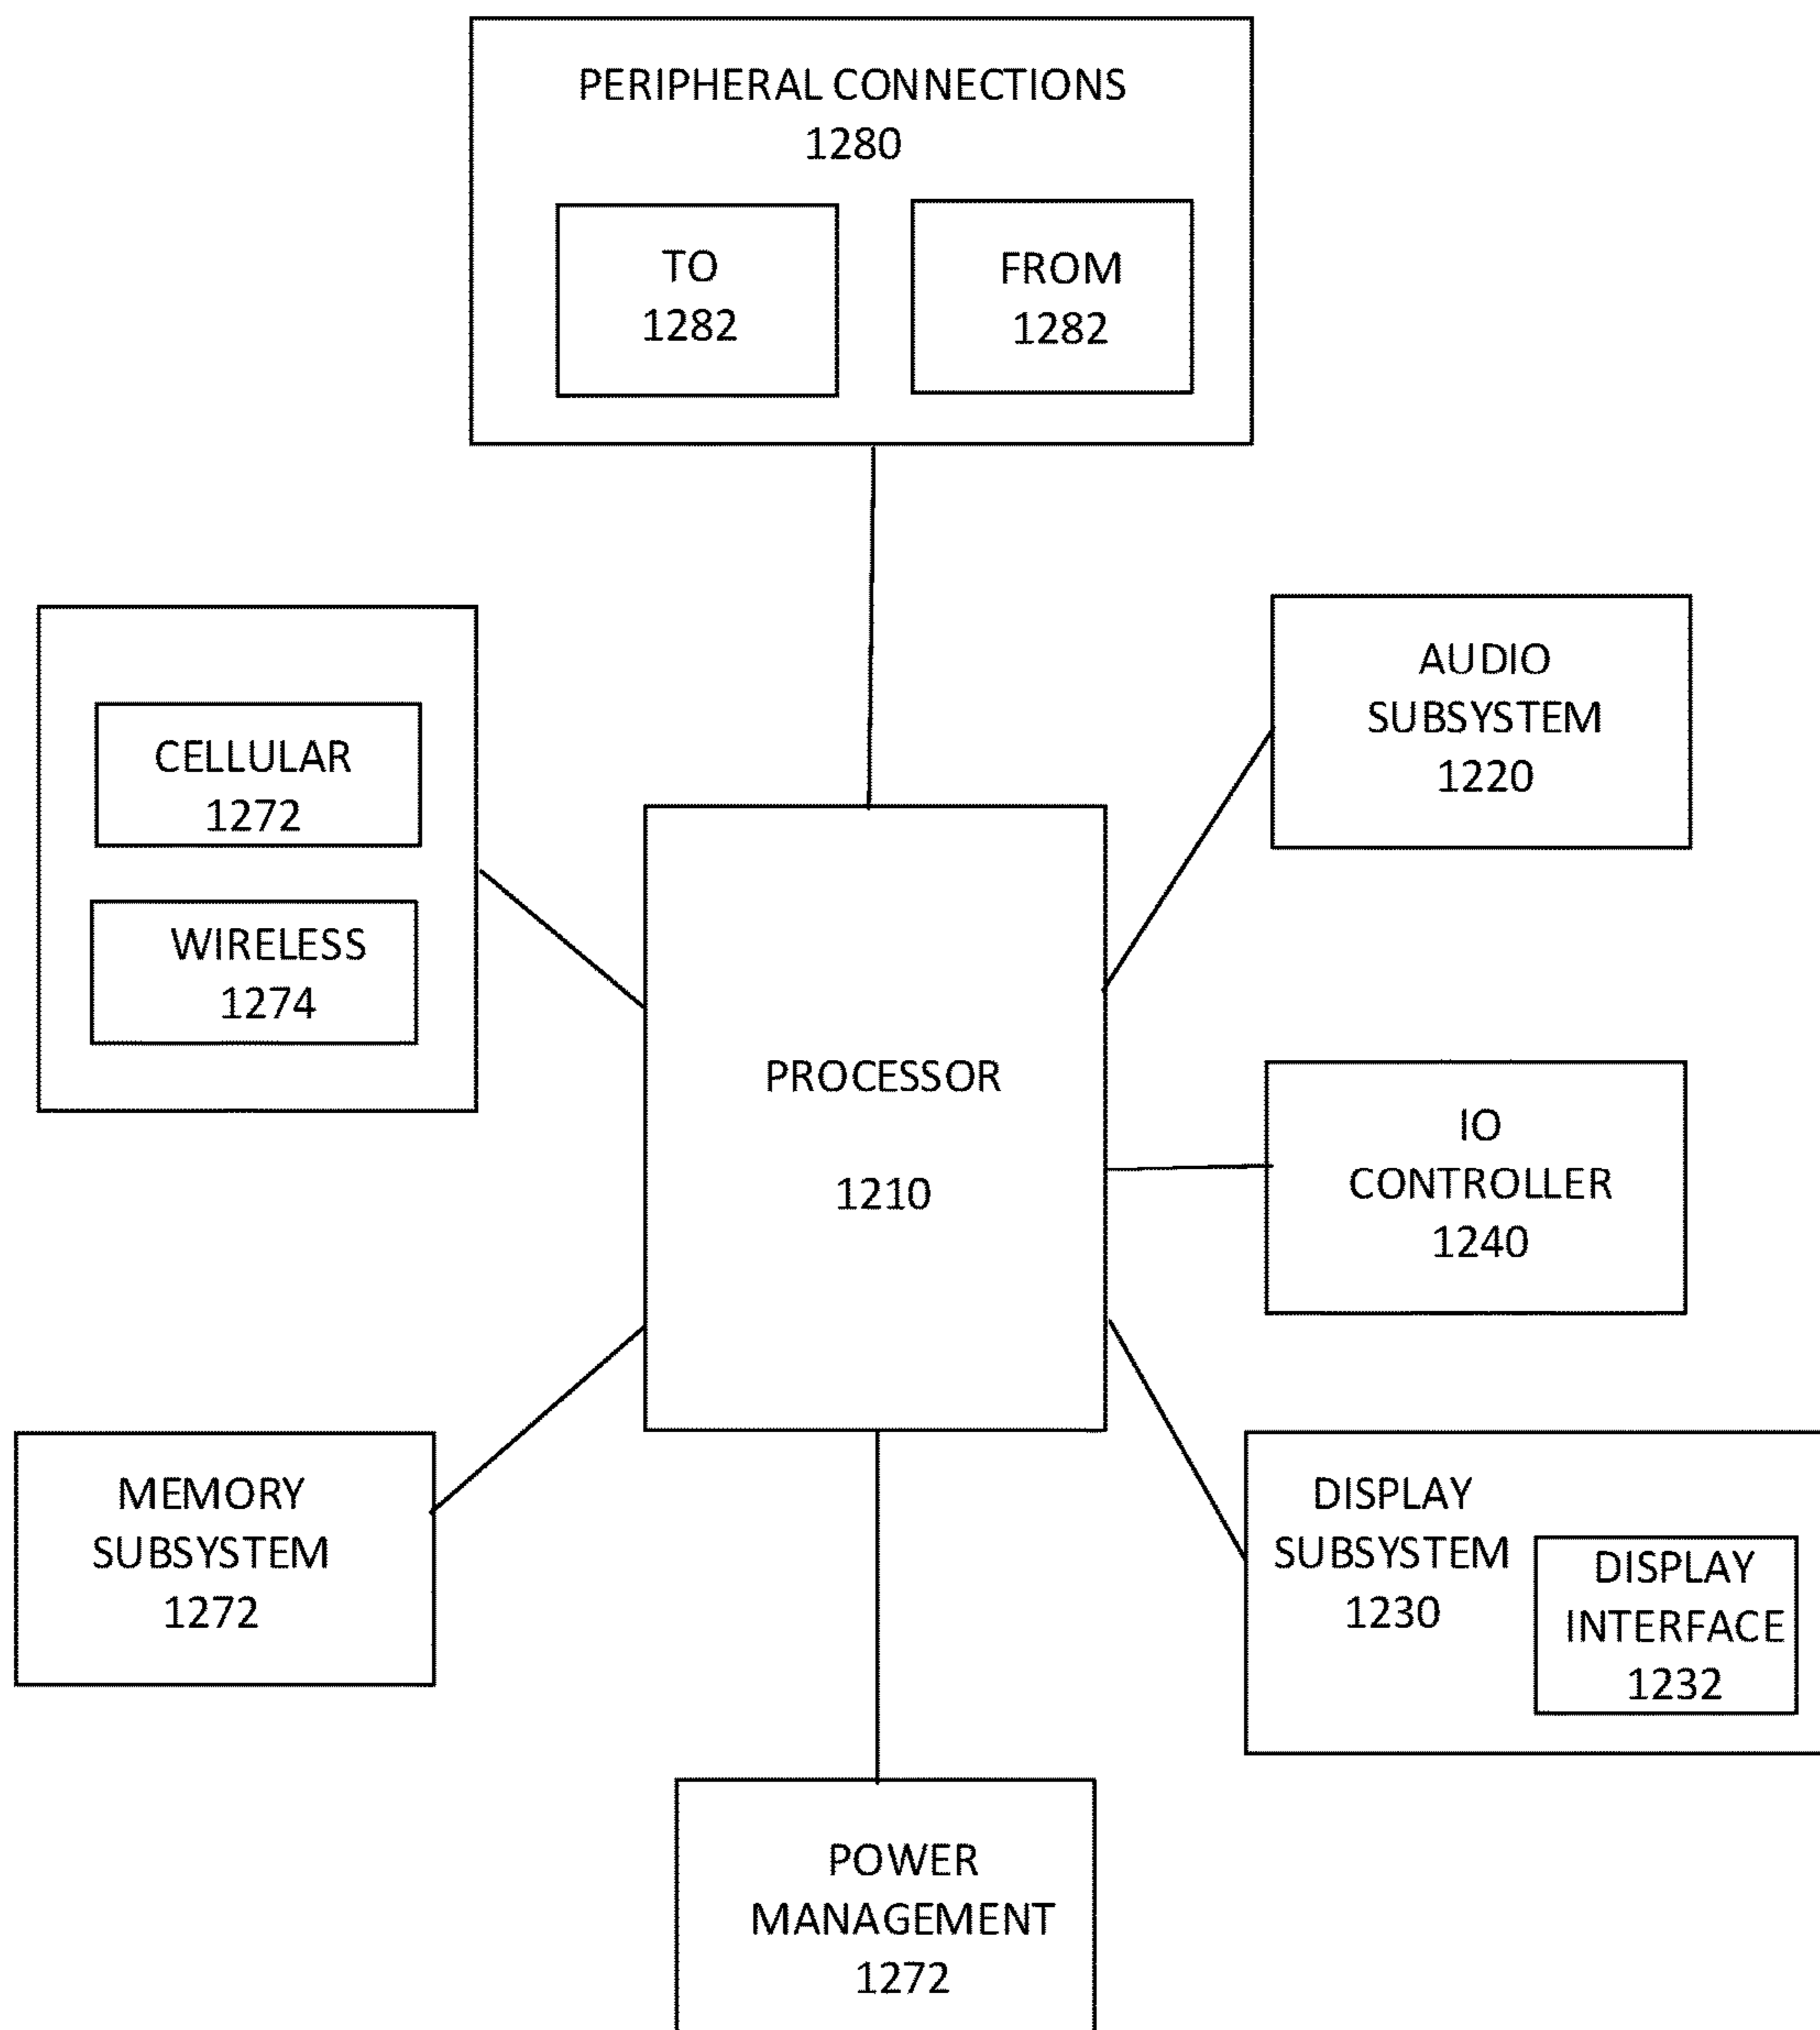 PERIPHERAL CONNECTIONS
1280
TO
1282
FROM
1282
CELLULAR
1272
WIRELESS
1274
AUDIO
SUBSYSTEM
1220
PROCESSOR
1210
IO
CONTROLLER
1240
MEMORY
SUBSYSTEM
1272
DISPLAY
SUBSYSTEM
1230
DISPLAY
INTERFACE
1232
POWER
MANAGEMENT
1272